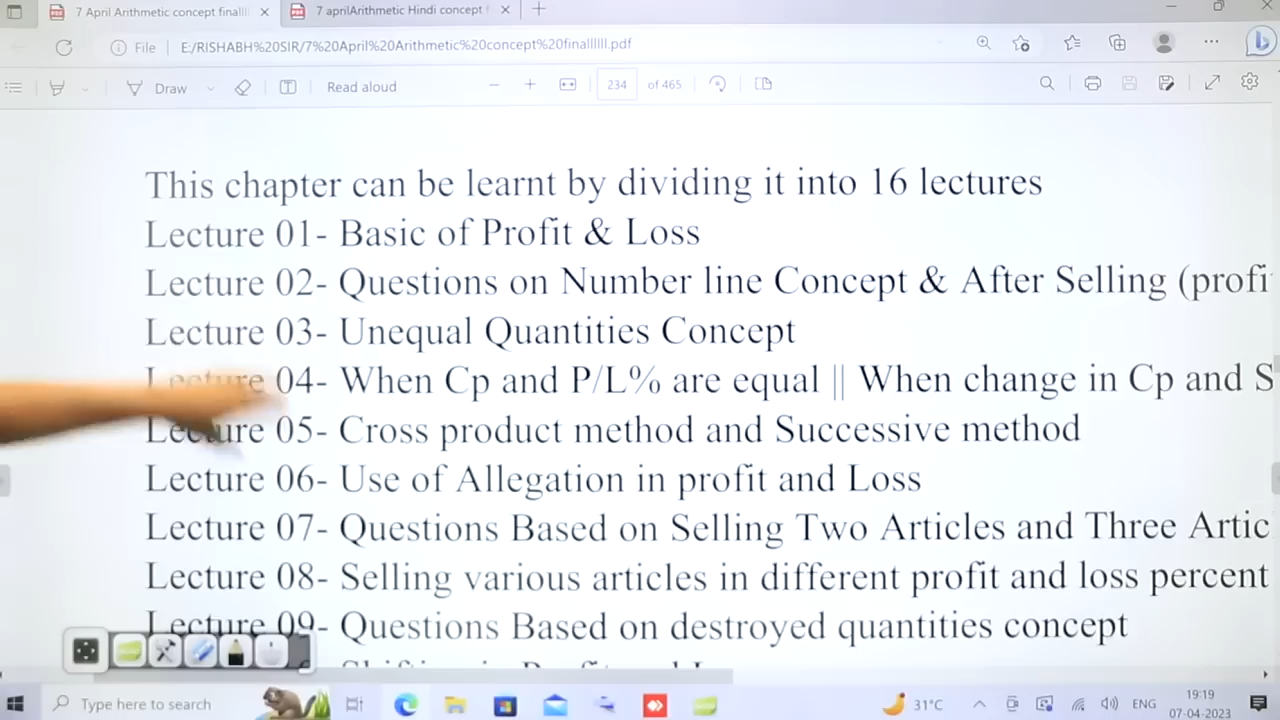 7 April Arithmetic concept finalll
7 aprilArithmetic Hindi concept f
File
E:/RISHABH%20SIR/7%20April%20Arithmetic%20concept%20finalllllll.pdf
Draw
Read aloud
234 of 465
This chapter can be learnt by dividing it into 16 lectures
Lecture 01- Basic of Profit & Loss
Lecture 02- Questions on Number line Concept & After Selling (profi
Lecture 03- Unequal Quantities Concept
Lecture 04- When Cp and P/L% are equal || When change in Cp and S
Lecture 05- Cross product method and Successive method
Lecture 06- Use of Allegation in profit and Loss
Lecture 07- Questions Based on Selling Two Articles and Three Artic
Lecture 08- Selling various articles in different profit and loss percent
Lecture 09- Questions Based on destroyed quantities concept
Type here to search
31°C
ENG
19:19
07-04-2023